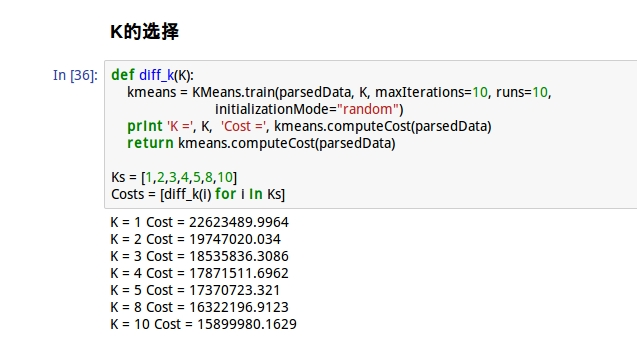 K的选择
In [36]: def diff_k(K):
kmeans = KMeans.train(parsedData, K, maxIterations=10, runs=10,
initializationMode="random")
print 'K =', K, 'Cost =', kmeans.computeCost(parsedData)
return kmeans.computeCost(parsedData)
Ks = [1,2,3,4,5,8,10]
Costs = [diff_k(i) for i in Ks]
K = 1 Cost = 22623489.9964
K = 2 Cost = 19747020.034
K = 3 Cost = 18535836.3086
K = 4 Cost = 17871511.6962
K = 5 Cost = 17370723.321
K = 8 Cost = 16322196.9123
K = 10 Cost = 15899980.1629